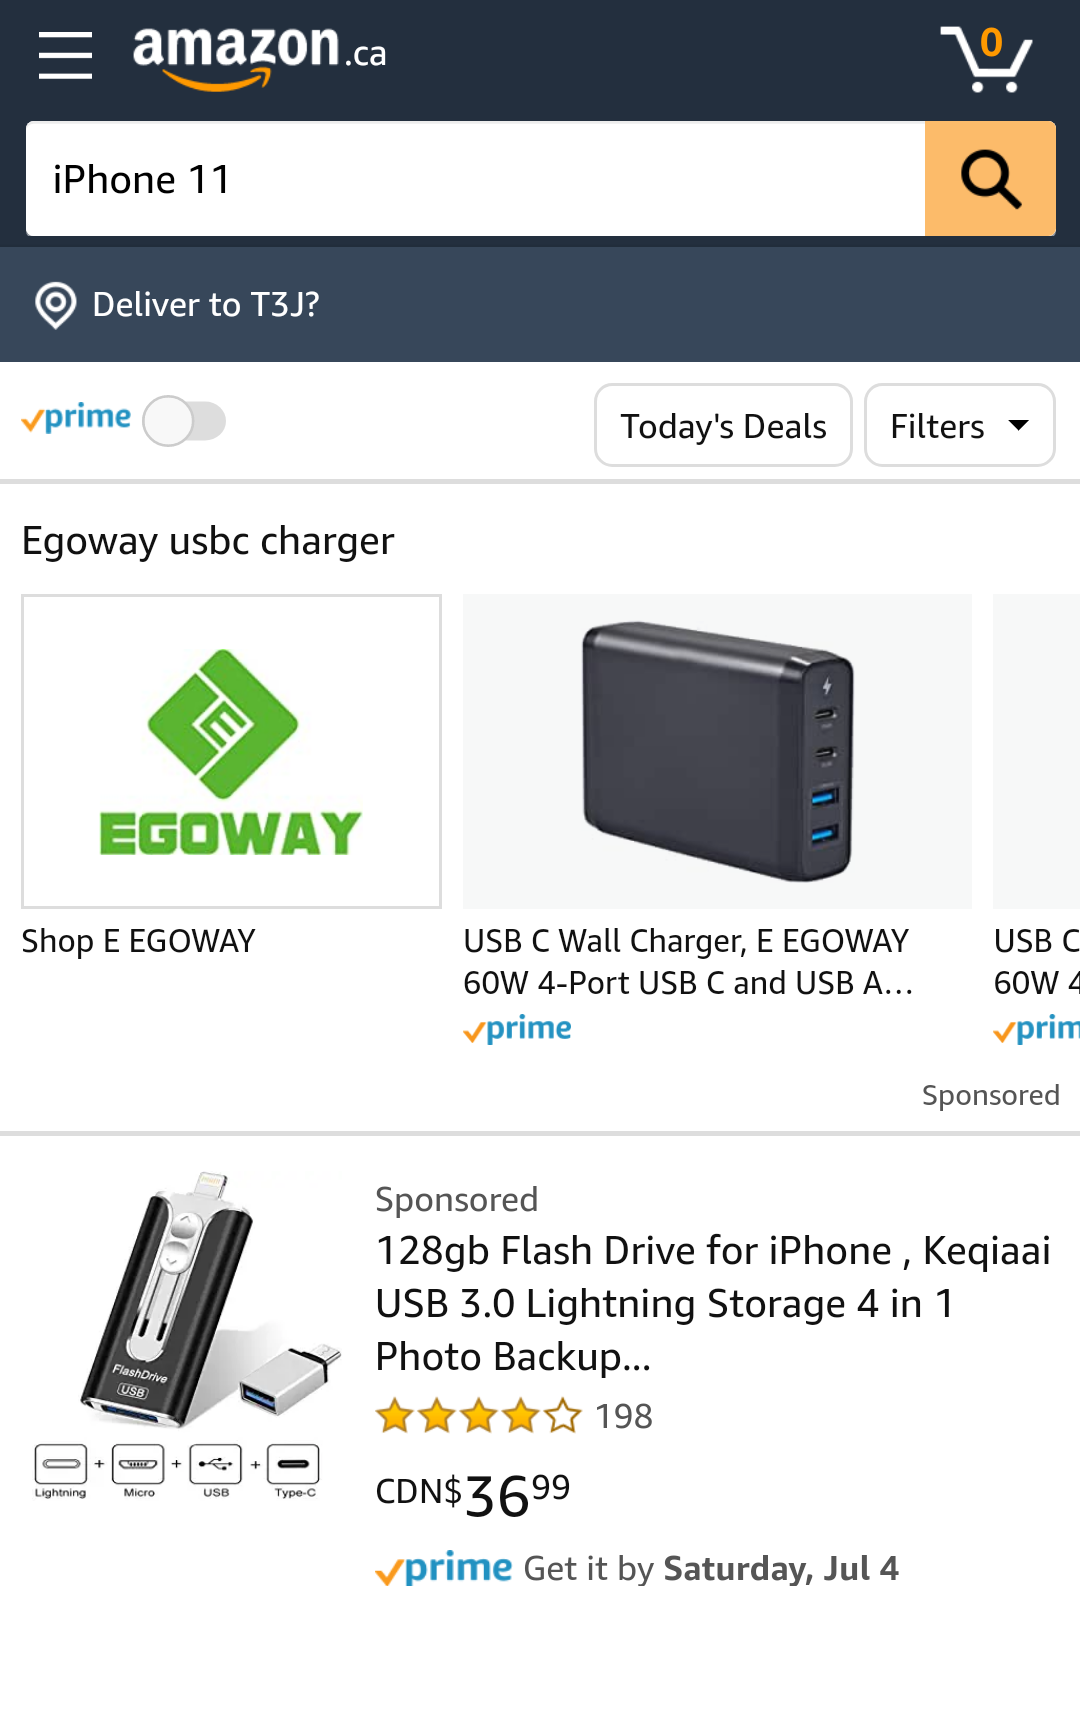 amazon.ca
0
iPhone 11
Deliver to T3J?
prime
Today's Deals
Filters
Egoway usbc charger
EGOWAY
Shop E EGOWAY
USB C Wall Charger, E EGOWAY
60W 4-Port USB C and USB A...
prime
USB C
60W 4
prim
Sponsored
Sponsored
128gb Flash Drive for iPhone , Keqiaai
USB 3.0 Lightning Storage 4 in 1
Photo Backup...
198
CDN$ 36 99
prime Get it by Saturday, Jul 4
FlashDrive
USB
+ + +
Lightning Micro USB Type-C